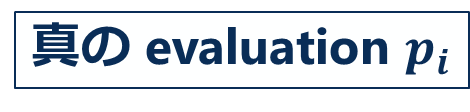 真の evaluation 𝒑𝒊